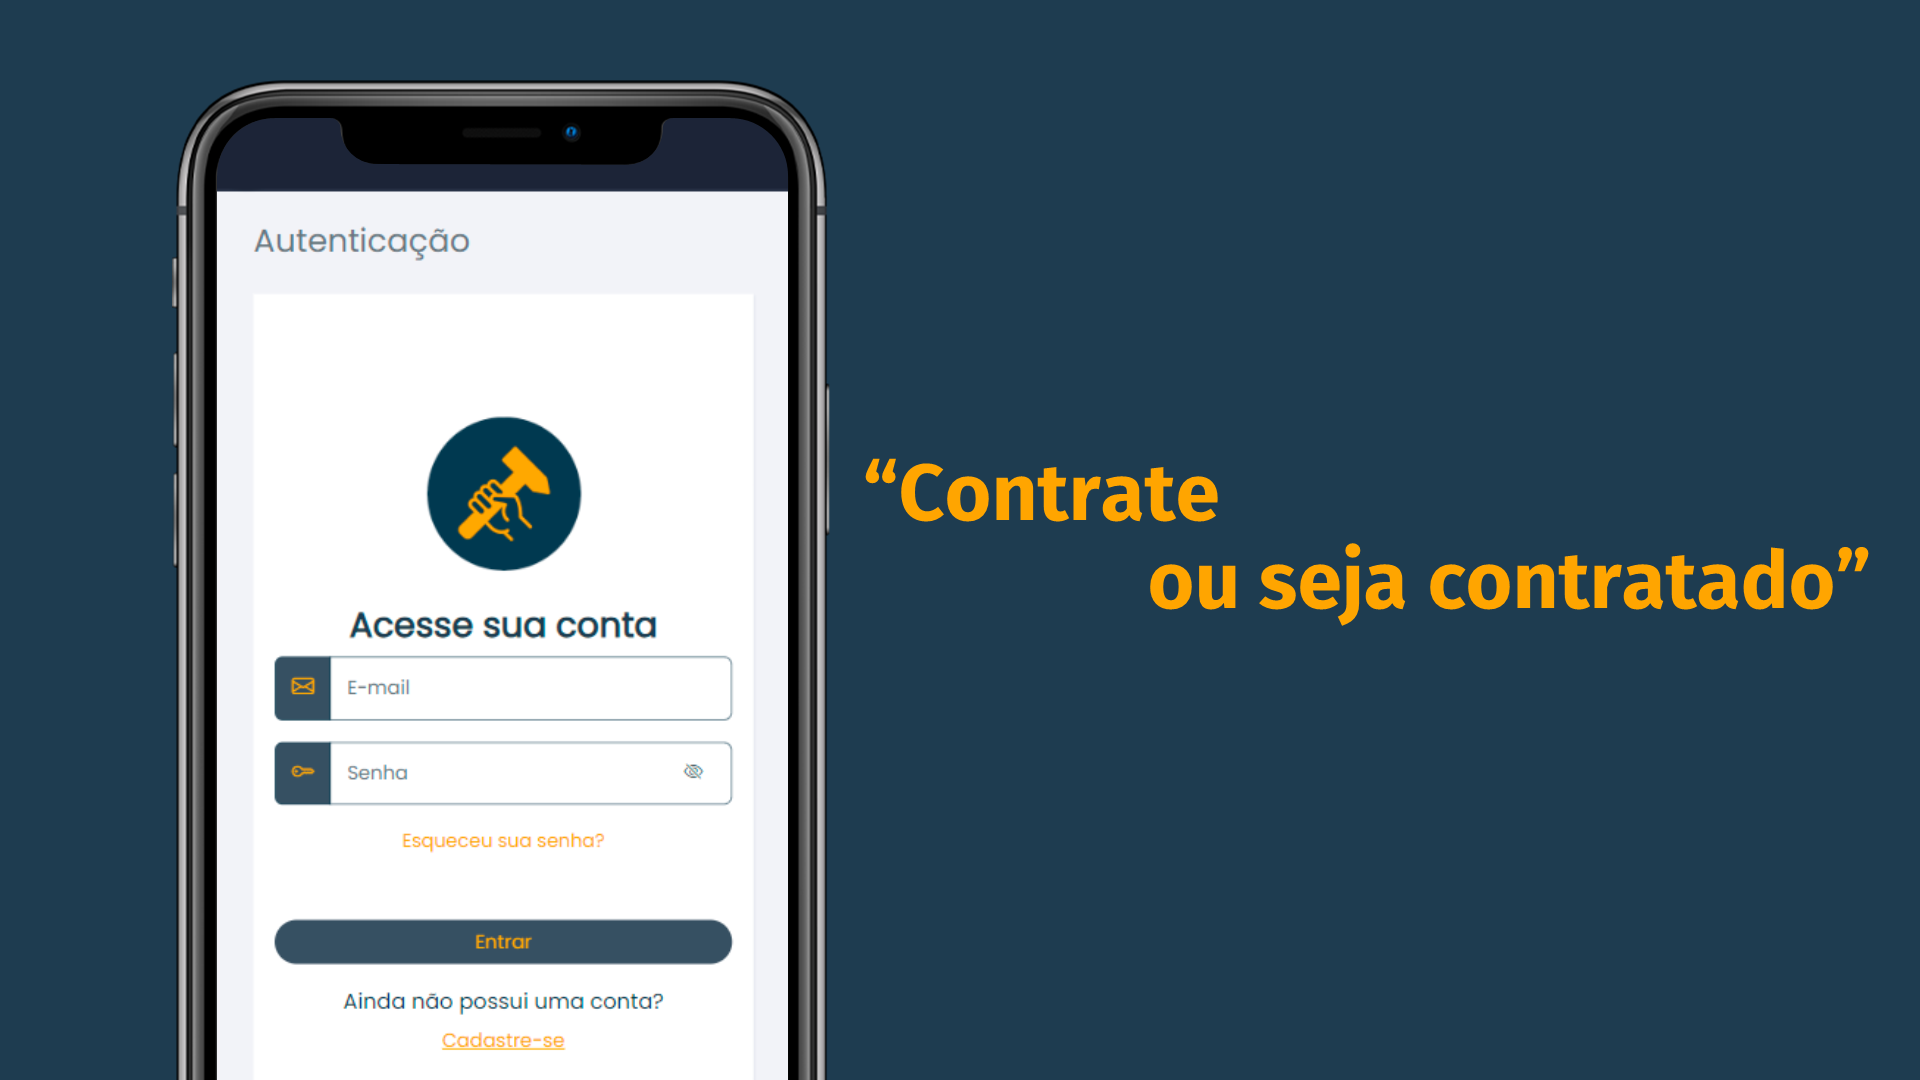 Autenticação
Acesse sua conta
E-mail
Senha
Esqueceu sua senha?
Entrar
Ainda não possui uma conta?
Cadastre-se
“Contrate
ou seja contratado”